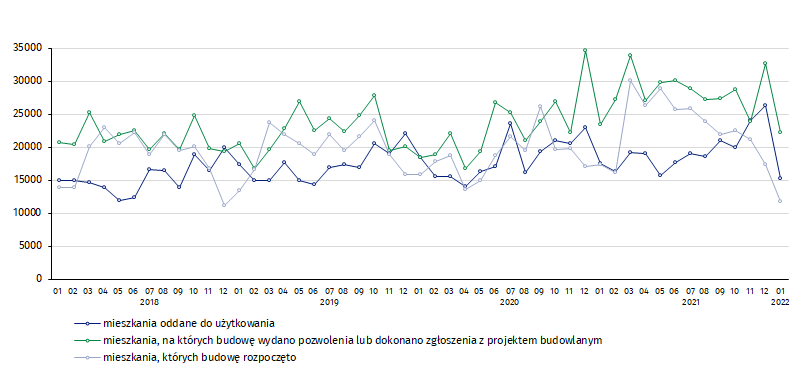 35000
30000
25000
20000
15000
10000
5000
0
01 02 03 04 05 06 07 08 09 10 11 12 01 02 03 04 05 06 07 08 09 10 11 12 01 02 03 04 05 06 07 08 09 10 11 12 01 02 03 04 05 06 07 08 09 10 11 12 01
2018 2019 2020 2021 2022
mieszkania oddane do użytkowania
mieszkania, na których budowę wydano pozwolenia lub dokonano zgłoszenia z projektem budowlanym
mieszkania, których budowę rozpoczęto